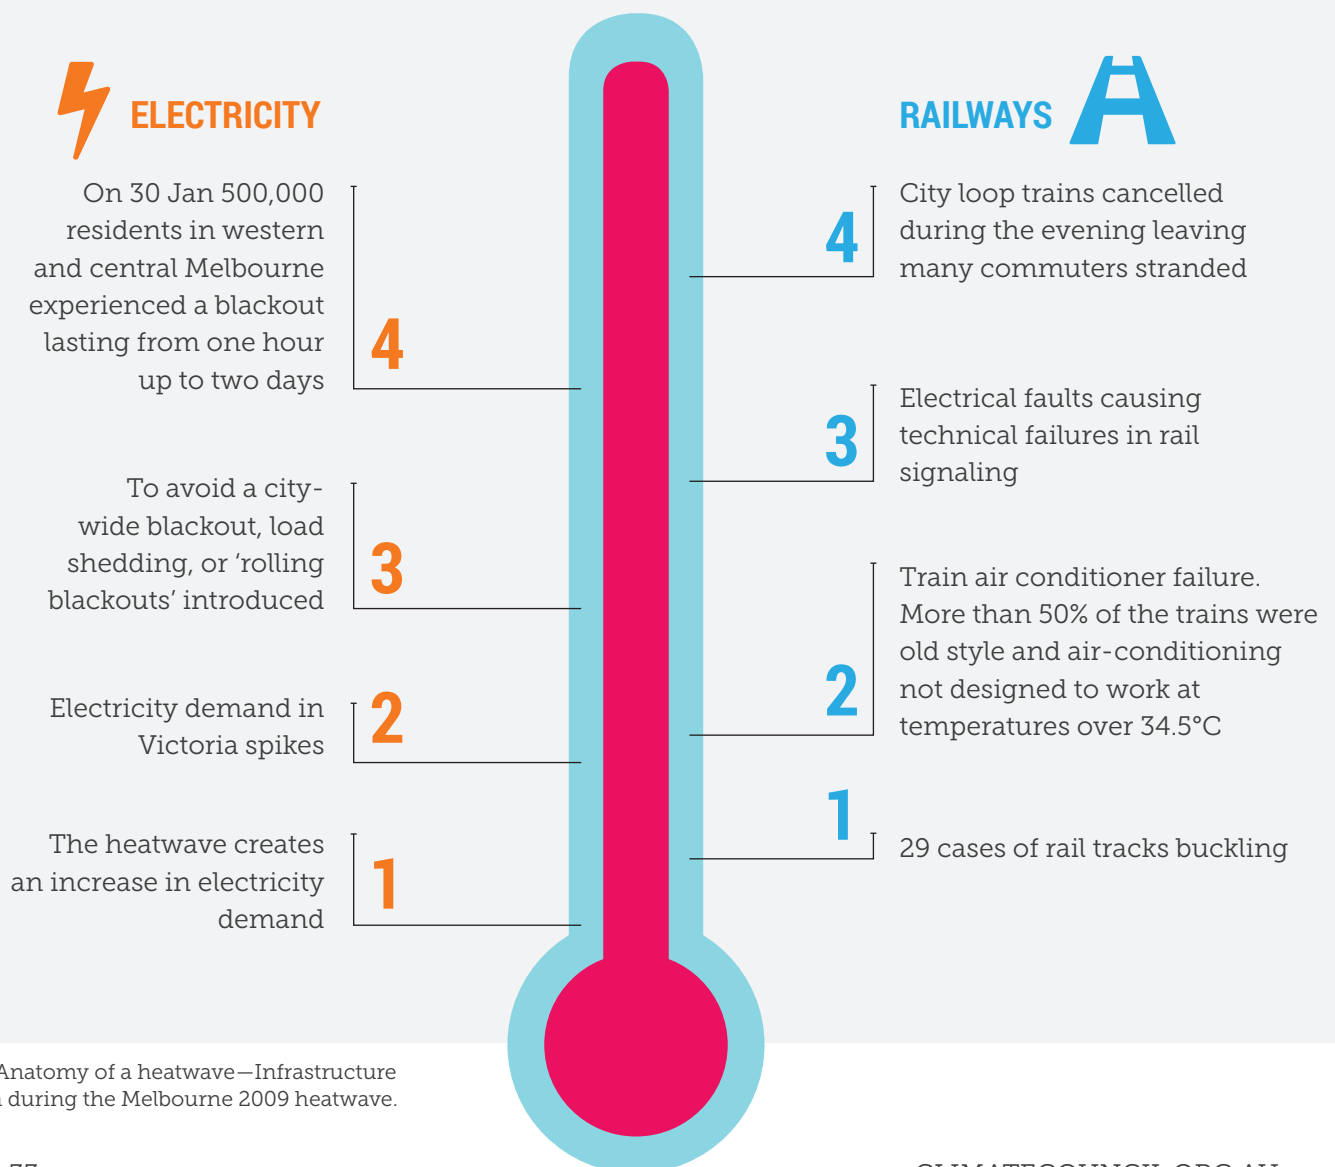 ELECTRICITY
On 30 Jan 500,000
residents in western
and central Melbourne
experienced a blackout
lasting from one hour
up to two days
4
To avoid a city-
wide blackout, load
shedding, or ‘rolling
blackouts’ introduced
3
Electricity demand in
Victoria spikes
2
The heatwave creates
an increase in electricity
demand
1
RAILWAYS
4
City loop trains cancelled
during the evening leaving
many commuters stranded
3
Electrical faults causing
technical failures in rail
signaling
2
Train air conditioner failure.
More than 50% of the trains were
old style and air-conditioning
not designed to work at
temperatures over 34.5°C
1
29 cases of rail tracks buckling
Anatomy of a heatwave—Infrastructure
during the Melbourne 2009 heatwave.
CLIMATECOUNCIL.ORG.AU